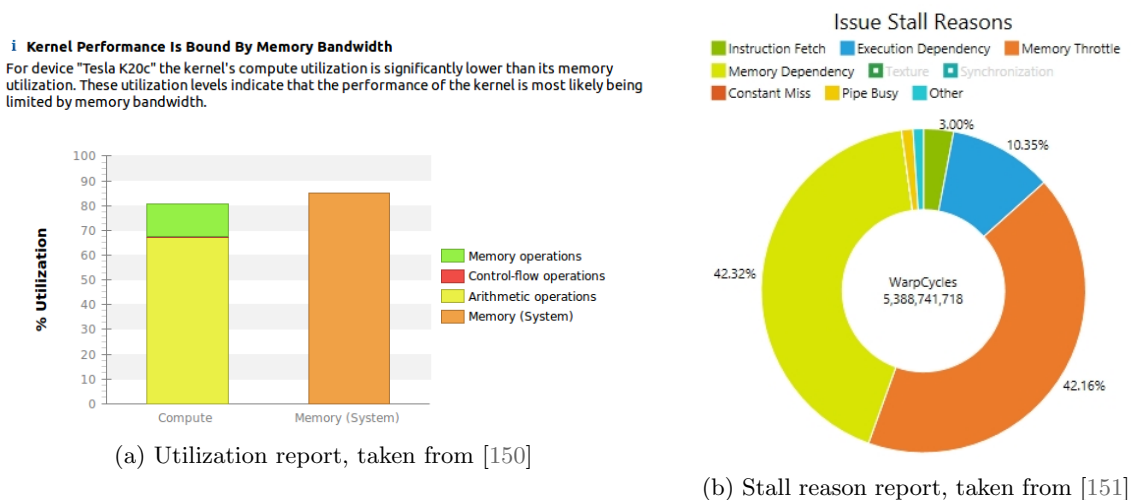 i Kernel Performance Is Bound By Memory Bandwidth
For device "Tesla K20c" the kernel's compute utilization is significantly lower than its memory
utilization. These utilization levels indicate that the performance of the kernel is most likely being
limited by memory bandwidth.
% Utilization
100
90
80
70
60
50
40
30
20
10
0
Compute
Memory (System)
Memory operations
Control-flow operations
Arithmetic operations
Memory (System)
(a) Utilization report, taken from [150]
Issue Stall Reasons
Instruction Fetch Execution Dependency Memory Throttle
Memory Dependency Texture Synchronization
Constant Miss Pipe Busy Other
3.00%
10.35%
42.32%
WarpCycles
5,388,741,718
42.16%
(b) Stall reason report, taken from [151]